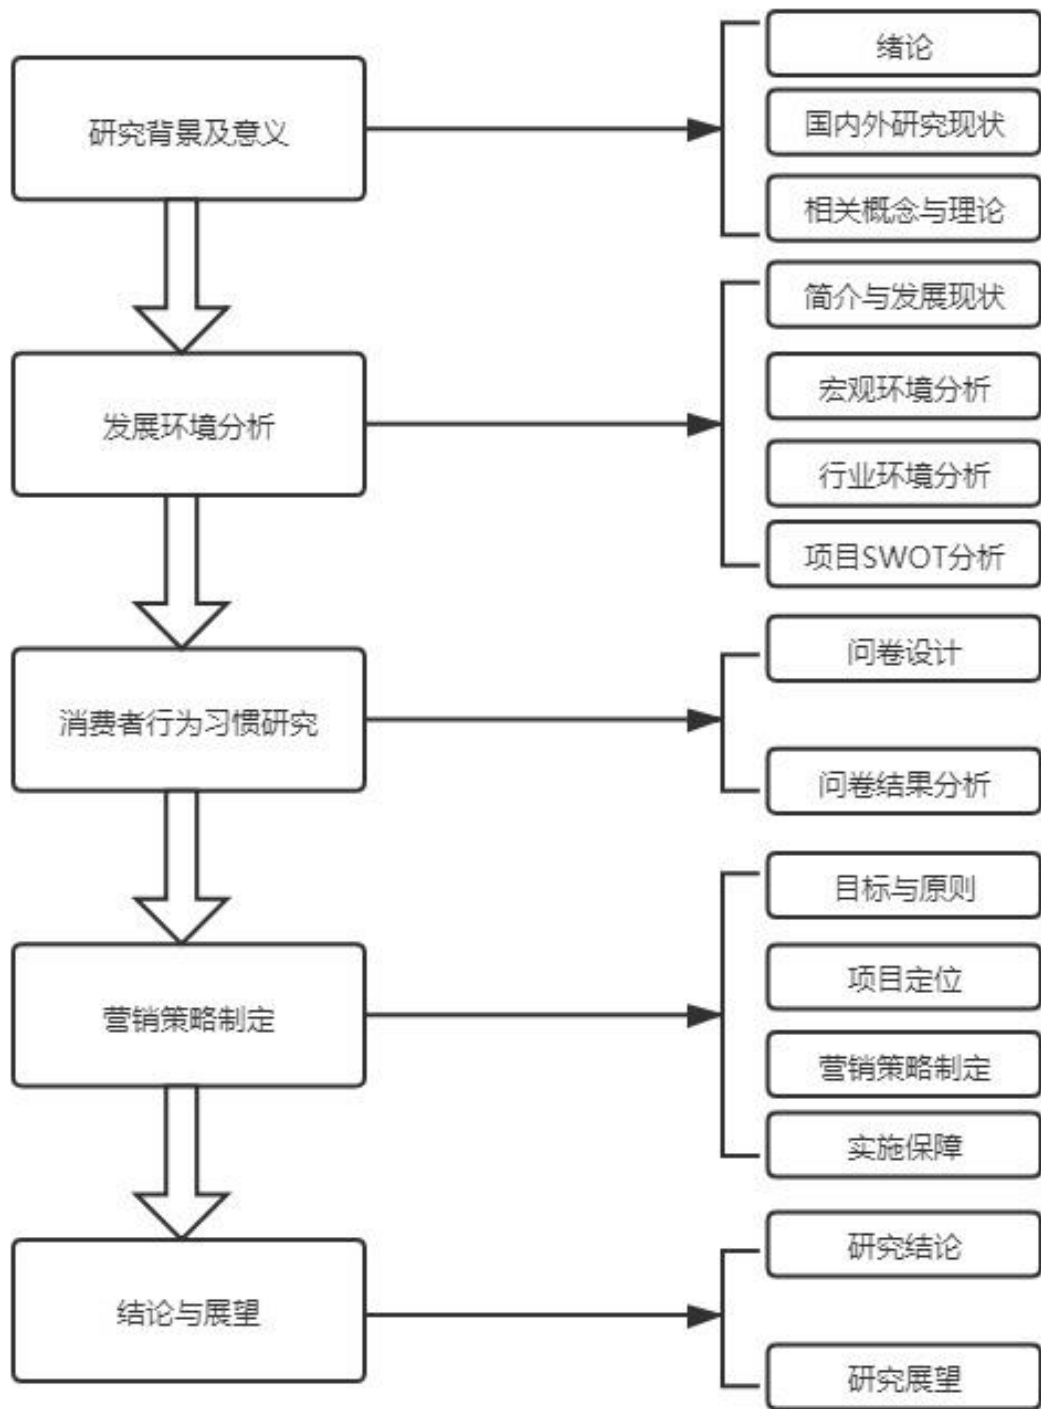 研究背景及意义
绪论
国内外研究现状
相关概念与理论
发展环境分析
简介与发展现状
宏观环境分析
行业环境分析
项目SWOT分析
消费者行为习惯研究
问卷设计
问卷结果分析
营销策略制定
目标与原则
项目定位
营销策略制定
实施保障
结论与展望
研究结论
研究展望